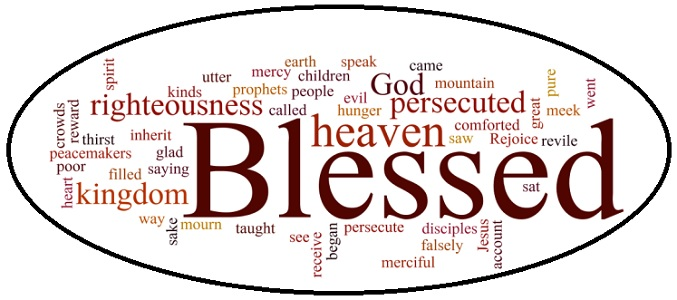 earth speak came
spirit utter mercy children God mountain pure went
kinds prophets people evil
righteousness called hunger persecuted great meek
crowds reward thirst inherit heaven comforted
peacemakers glad Blessed saw Rejoice revile
poor filled saying
heart kingdom sat
way sake mourn taught persecute disciples Jesus account
see receive began falsely
merciful